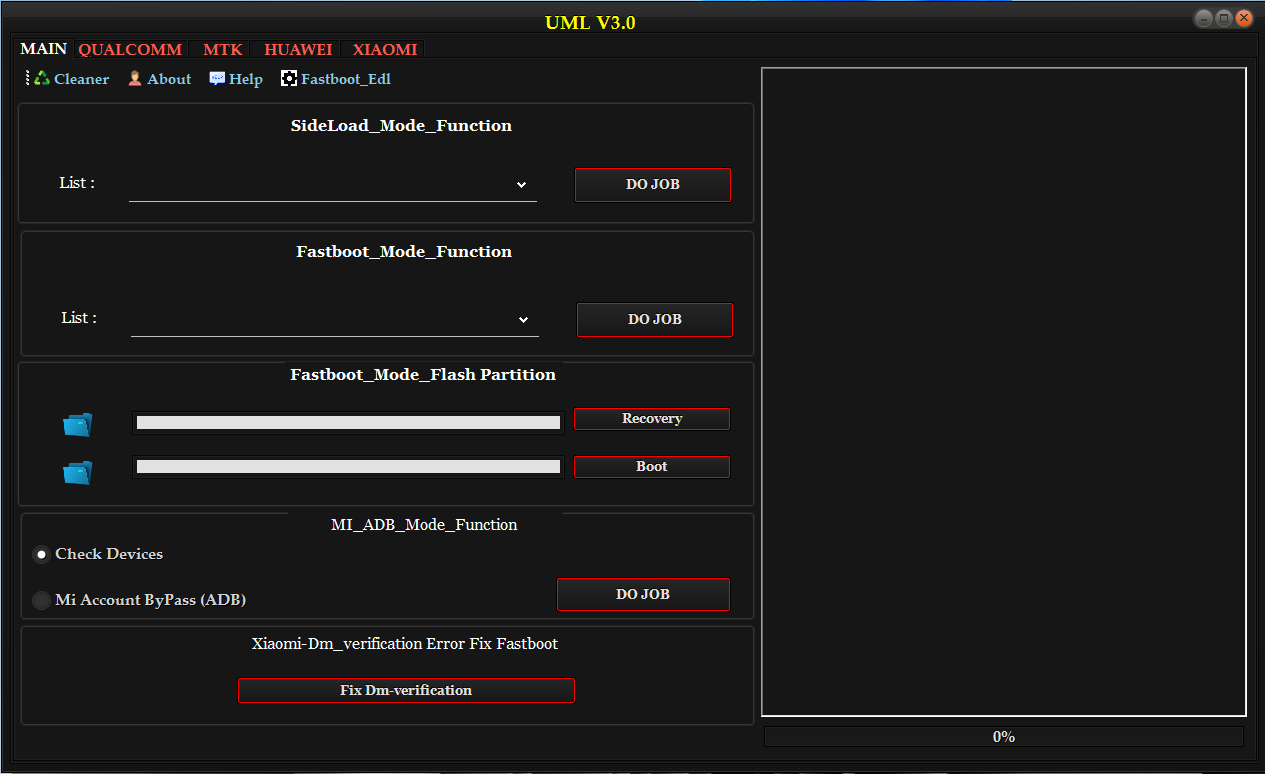 UML V3.0
MAIN QUALCOMM MTK HUAWEI XIAOMI
Cleaner About Help Fastboot_Edl
SideLoad_Mode_Function
List : DO JOB
Fastboot_Mode_Function
List : DO JOB
Fastboot_Mode_Flash Partition
Recovery
Boot
MI_ADB_Mode_Function
Check Devices
Mi Account ByPass (ADB) DO JOB
Xiaomi-Dm_verification Error Fix Fastboot
Fix Dm-verification
0%